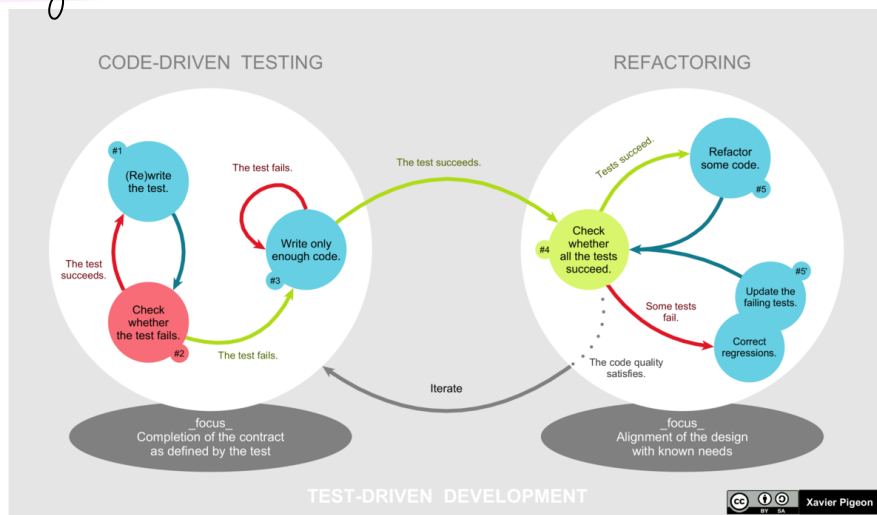 CODE-DRIVEN TESTING
#1
(Re)write
the test.
The test
succeeds.
Check
whether
the test fails.
#2
The test fails.
The test fails.
Write only
enough code.
#3
_focus_
Completion of the contract
as defined by the test
The test succeeds.
Iterate
REFACTORING
Tests succeed.
Refactor
some code.
#5
#4
Check
whether
all the tests
succeed.
#5'
Update the
failing tests.
Some tests
fail.
Correct
regressions.
The code quality
satisfies.
_focus_
Alignment of the design
with known needs
TEST-DRIVEN DEVELOPMENT
cc
BY SA
Xavier Pigeon